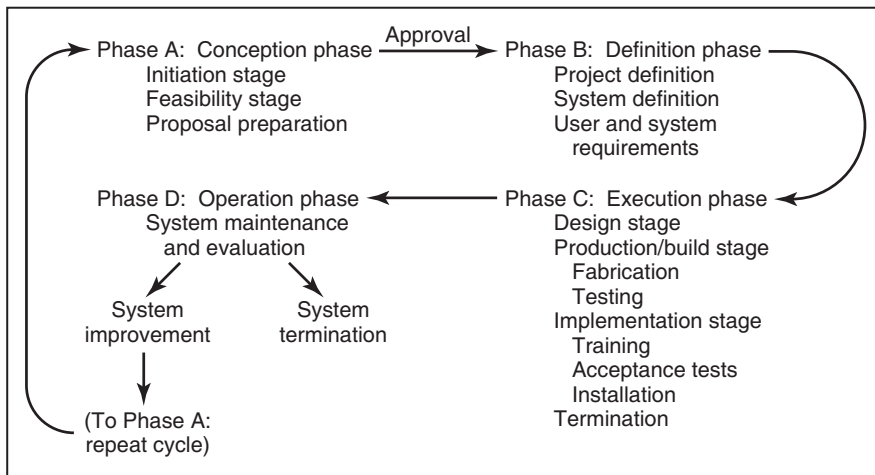 Phase A: Conception phase
Initiation stage
Feasibility stage
Proposal preparation
Approval
Phase B: Definition phase
Project definition
System definition
User and system
requirements
Phase C: Execution phase
Design stage
Production/build stage
Fabrication
Testing
Implementation stage
Training
Acceptance tests
Installation
Termination
Phase D: Operation phase
System maintenance
and evaluation
System
improvement
System
termination
(To Phase A:
repeat cycle)